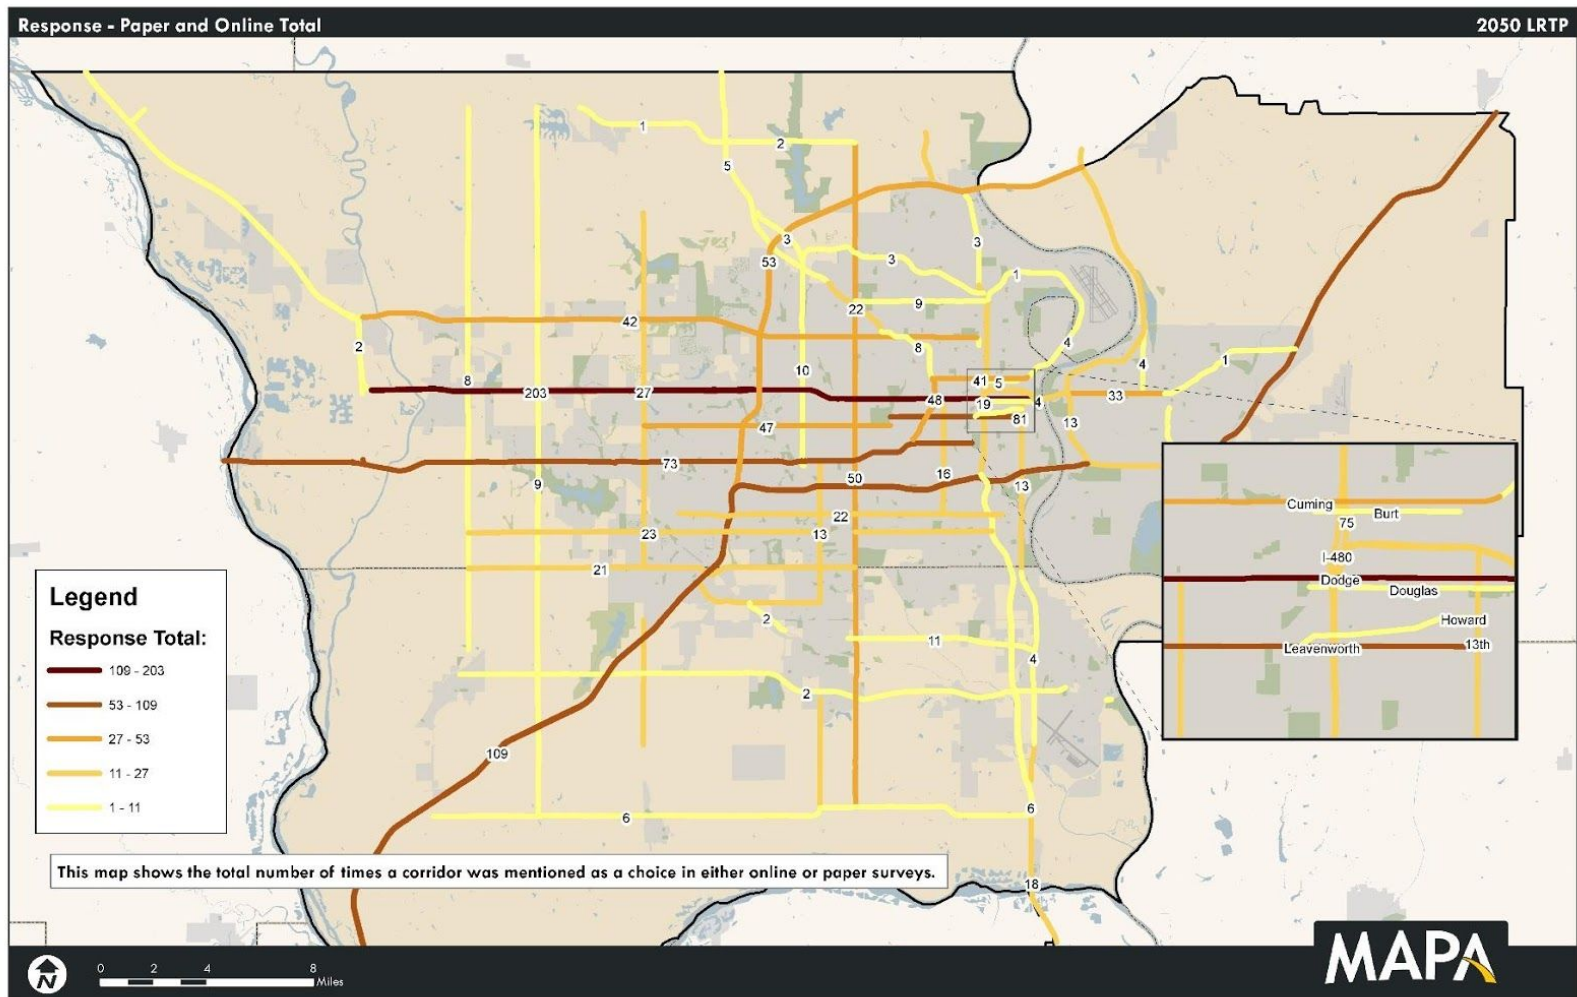 Response - Paper and Online Total
2050 LRTP
1
2
5
3
3
53
3
1
9
22
42
2
8
4
10
4
1
8
203
27
41
5
48
19
4
33
81
13
47
73
9
50
16
13
22
23
13
21
2
11
4
2
109
6
6
18
Cuming
Burt
75
I-480
Dodge
Douglas
Howard
Leavenworth
13th
Legend
Response Total:
109 - 203
53 - 109
27 - 53
11 - 27
1 - 11
This map shows the total number of times a corridor was mentioned as a choice in either online or paper surveys.
N
0 2 4 8
Miles
MAPA